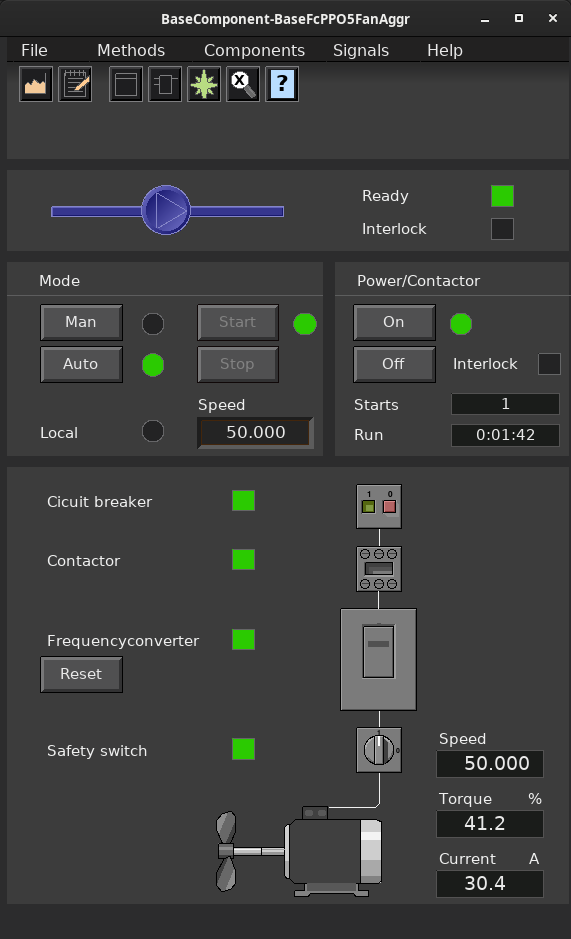 BaseComponent-BaseFcPPO5FanAggr
File Methods Components Signals Help
X ?
Ready
Interlock
Mode
Power/Contactor
Man Start
On
Auto Stop
Off Interlock
Speed
Starts 1
Local 50.000
Run 0:01:42
Cicuit breaker
1 0
Contactor
Frequencyconverter
Reset
Safety switch
0
Speed
50.000
Torque %
41.2
Current A
30.4